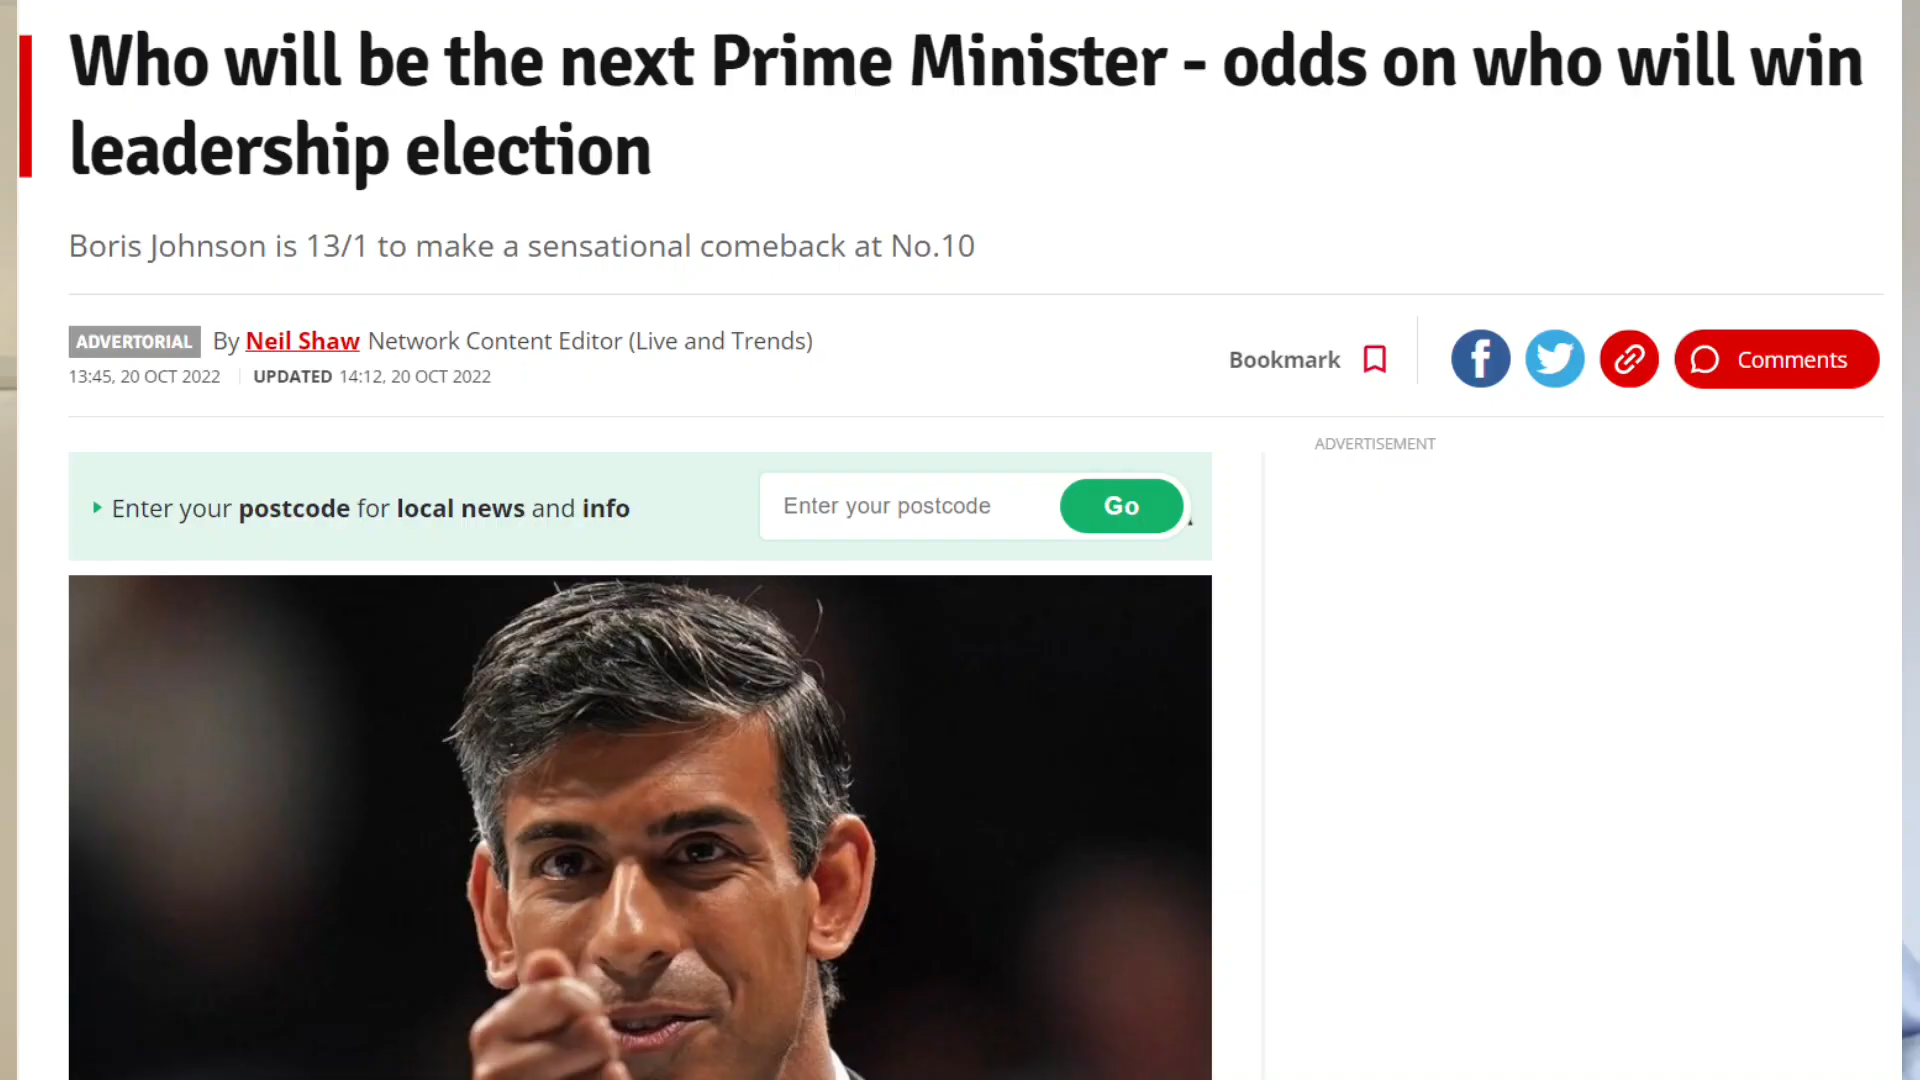 Who will be the next Prime Minister - odds on who will win
leadership election
Boris Johnson is 13/1 to make a sensational comeback at No.10
ADVERTORIAL By Neil Shaw Network Content Editor (Live and Trends)
13:45, 20 OCT 2022 UPDATED 14:12, 20 OCT 2022
Bookmark
Comments
ADVERTISEMENT
Enter your postcode for local news and info
Enter your postcode
Go